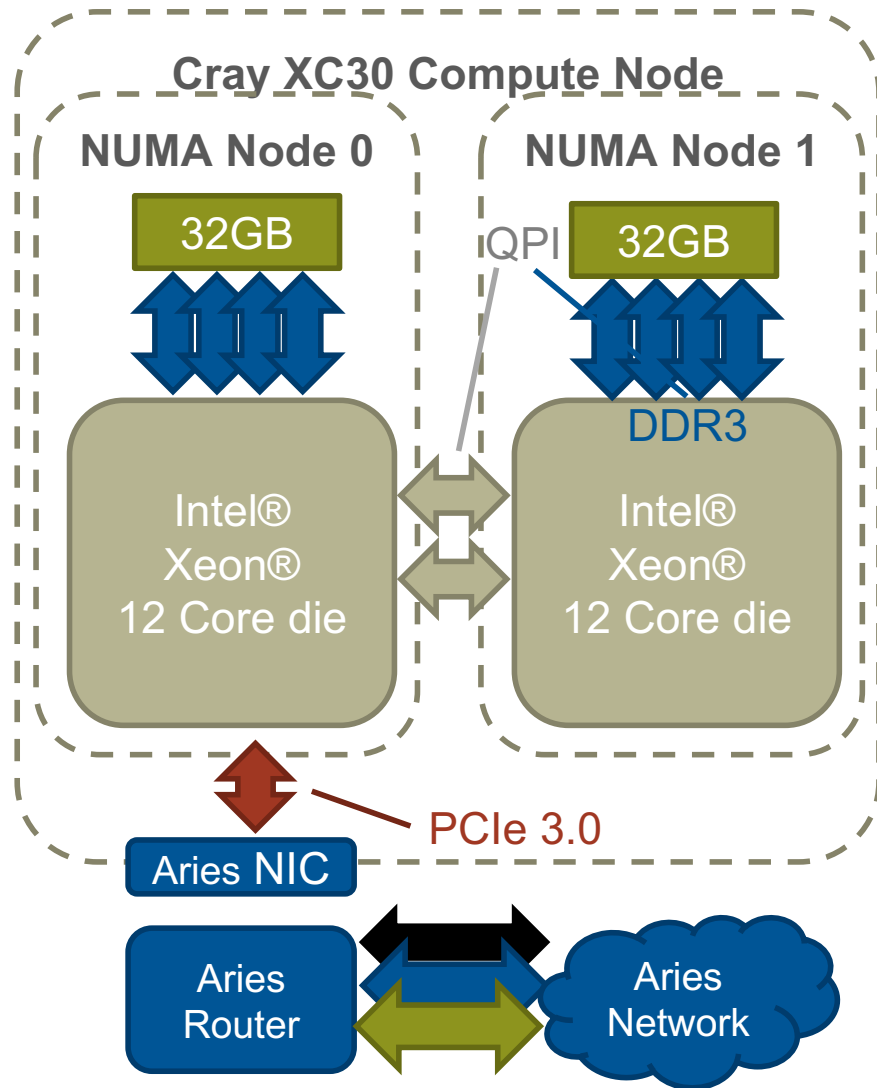 Cray XC30 Compute Node
NUMA Node 0
NUMA Node 1
32GB
QPI
32GB
DDR3
Intel®
Xeon®
12 Core die
Intel®
Xeon®
12 Core die
PCIe 3.0
Aries NIC
Aries
Router
Aries
Network